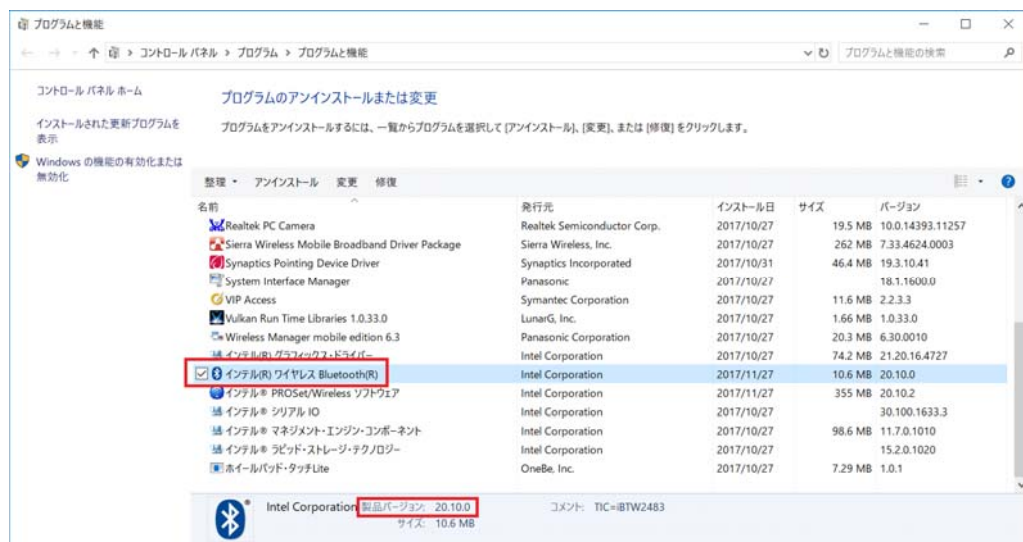 プログラムと機能
コントロール パネル > プログラム > プログラムと機能 プログラムと機能の検索
コントロール パネル ホーム
インストールされた更新プログラムを
表示
Windows の機能の有効化または
無効化
プログラムのアンインストールまたは変更
プログラムをアンインストールするには、一覧からプログラムを選択して [アンインストール]、[変更]、または [修復] をクリックします。
整理 アンインストール 変更 修復
名前 発行元 インストール日 サイズ バージョン
Realtek PC Camera Realtek Semiconductor Corp. 2017/10/27 19.5 MB 10.0.14393.11257
Sierra Wireless Mobile Broadband Driver Package Sierra Wireless, Inc. 2017/10/27 262 MB 7.33.4624.0003
Synaptics Pointing Device Driver Synaptics Incorporated 2017/10/31 46.4 MB 19.3.10.41
System Interface Manager Panasonic 2017/10/27 18.1.1600.0
VIP Access Symantec Corporation 2017/10/27 11.6 MB 2.2.3.3
Vulkan Run Time Libraries 1.0.33.0 LunarG, Inc. 2017/10/27 1.66 MB 1.0.33.0
Wireless Manager mobile edition 6.3 Panasonic Corporation 2017/10/27 20.3 MB 6.30.0010
インテル(R) グラフィックス・ドライバー Intel Corporation 2017/10/27 74.2 MB 21.20.16.4727
インテル(R) ワイヤレス Bluetooth(R) Intel Corporation 2017/11/27 10.6 MB 20.10.0
インテル® PROSet/Wireless ソフトウェア Intel Corporation 2017/11/27 355 MB 20.10.2
インテル® シリアル IO Intel Corporation 2017/10/27 30.100.1633.3
インテル® マネジメント・エンジン・コンポーネント Intel Corporation 2017/10/27 98.6 MB 11.7.0.1010
インテル® ラピッド・ストレージ・テクノロジー Intel Corporation 2017/10/27 15.2.0.1020
ホイールパッド・タッチLite OneBe, Inc. 2017/10/27 7.29 MB 1.0.1
Intel Corporation 製品バージョン: 20.10.0 コメント: TIC=iBTW2483
サイズ: 10.6 MB